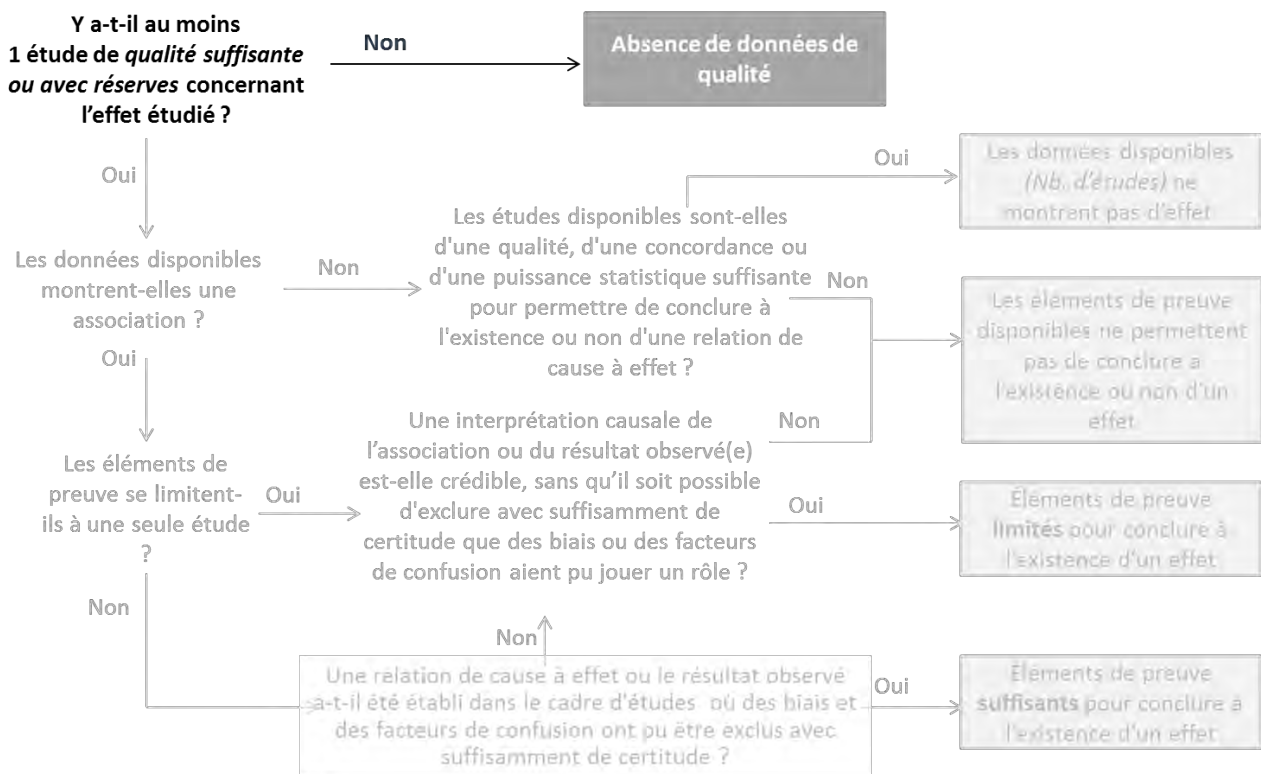 Y a-t-il au moins
1 étude de qualité suffisante
ou avec réserves concernant
l'effet étudié ?
Non
Absence de données de
qualité
Oui
Les données disponibles
montrent-elles une
association ?
Non
Les études disponibles sont-elles
d'une qualité, d'une concordance ou
d'une puissance statistique suffisante
pour permettre de conclure à
l'existence ou non d'une relation de
cause à effet ?
Oui
Les données disponibles
(Nb. d'études) ne
montrent pas d'effet
Non
Les éléments de preuve
disponibles ne permettent
pas de conclure a
l'existence ou non d'un
effet
Oui
Les éléments de
preuve se limitent-
ils à une seule étude
?
Oui
Une interprétation causale de
l'association ou du résultat observé(e)
est-elle crédible, sans qu'il soit possible
d'exclure avec suffisamment de
certitude que des biais ou des facteurs
de confusion aient pu jouer un rôle ?
Non
Oui
Eléments de preuve
limités pour conclure à
l'existence d'un effet
Non
Non
Une relation de cause à effet ou le résultat observé
a-t-il été établi dans le cadre d'études où des biais et
des facteurs de confusion ont pu être exclus avec
suffisamment de certitude ?
Oui
Eléments de preuve
suffisants pour conclure à
l'existence d'un effet